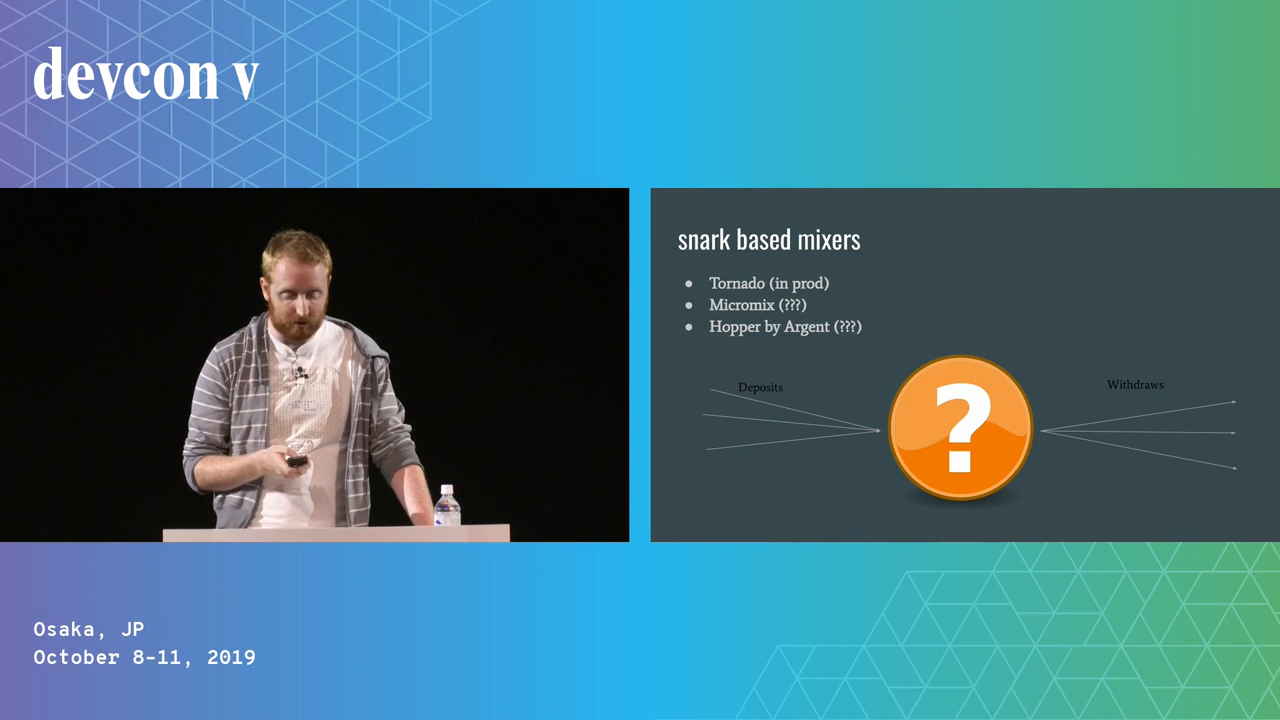 devcon v
snark based mixers
● Tornado (in prod)
● Micromix (???)
● Hopper by Argent (???)
Deposits
Withdraws
?
Osaka, JP
October 8-11, 2019